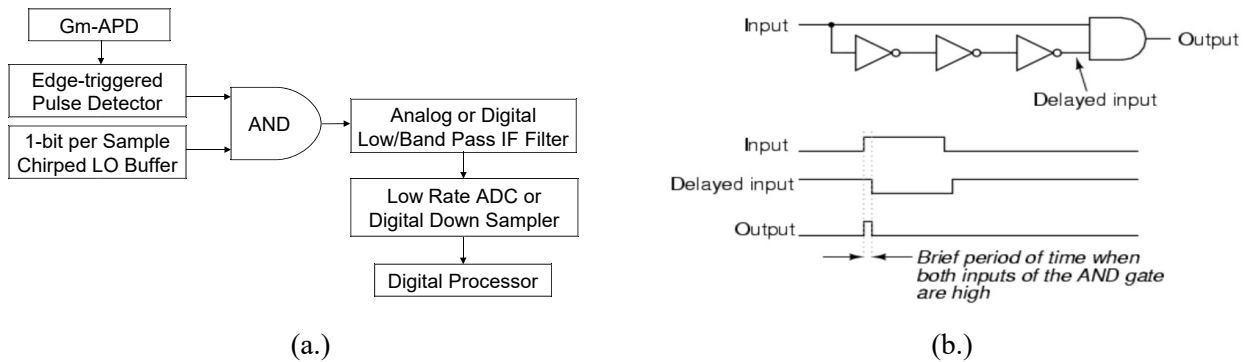 Gm-APD
Edge-triggered
Pulse Detector
1-bit per Sample
Chirped LO Buffer
AND
Analog or Digital
Low/Band Pass IF Filter
Low Rate ADC or
Digital Down Sampler
Digital Processor
(a.)
Input
Output
Delayed input
Input
Delayed input
Output
Brief period of time when
both inputs of the AND gate
are high
(b.)